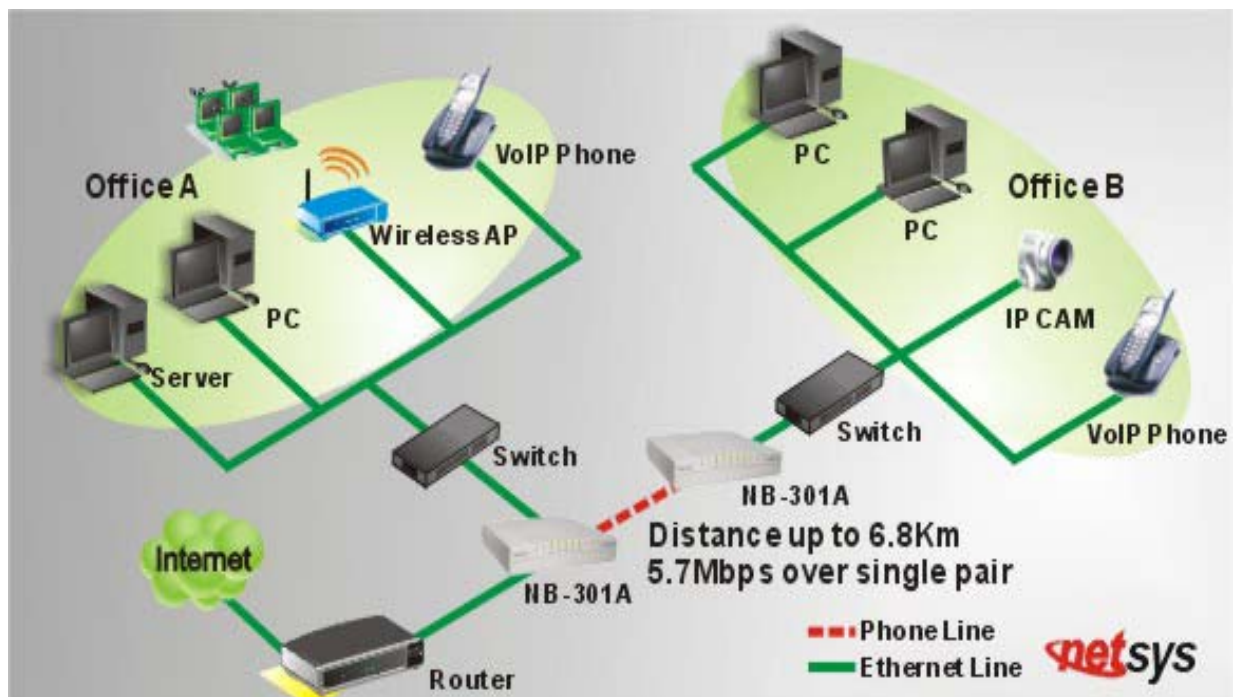 Office A
VoIP Phone
Wireless AP
PC
Server
Switch
Internet
NB-301A
Router
PC
PC
Office B
IP CAM
VoIP Phone
Switch
NB-301A
Distance up to 6.8Km
5.7Mbps over single pair
Phone Line
Ethernet Line
netsys